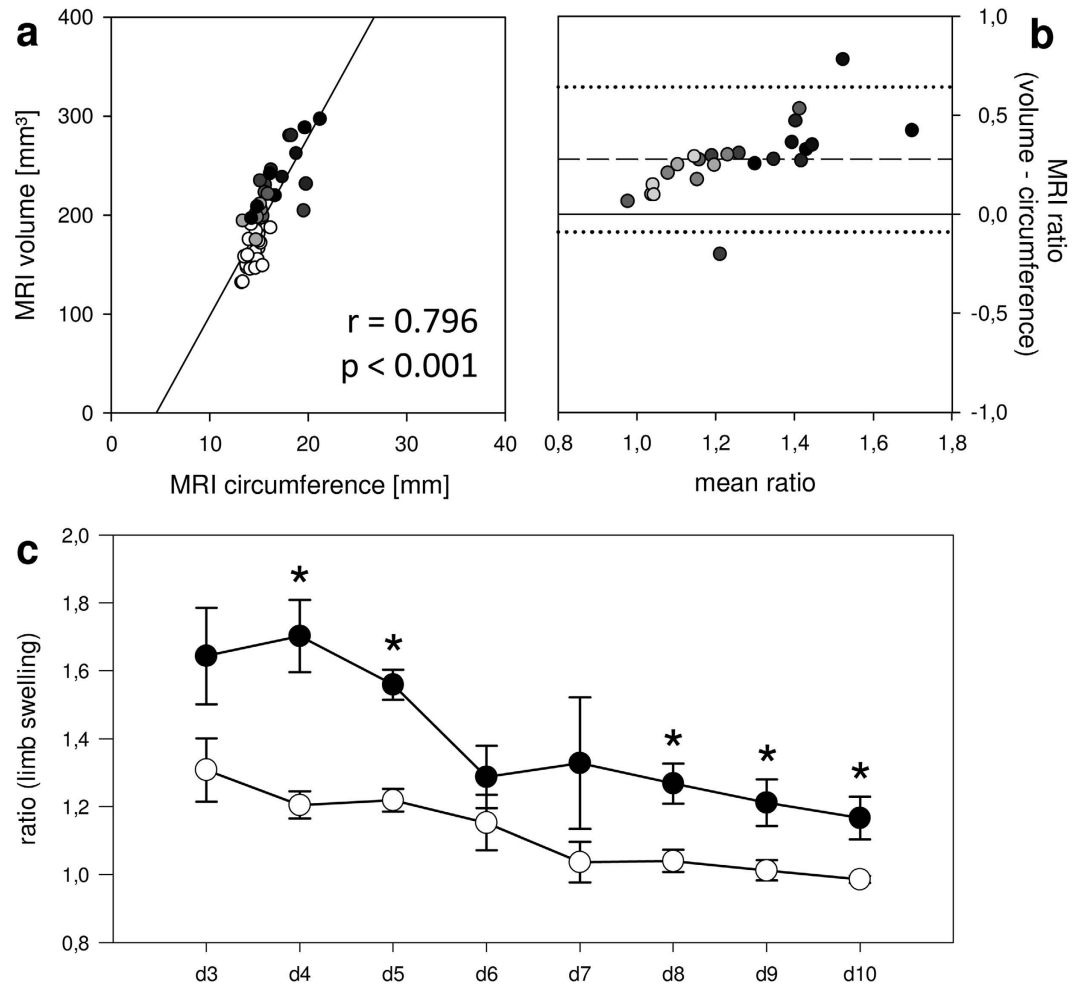 a
400
300
200
100
0
MRI volume [mm³]
r = 0.796
p < 0.001
0 10 20 30 40
MRI circumference [mm]
b
1,0
0,5
0,0
-0,5
-1,0
MRI ratio
(volume - circumference)
0,8 1,0 1,2 1,4 1,6 1,8
mean ratio
c
2,0
1,8
1,6
1,4
1,2
1,0
0,8
ratio (limb swelling)
* * * * *
d3 d4 d5 d6 d7 d8 d9 d10